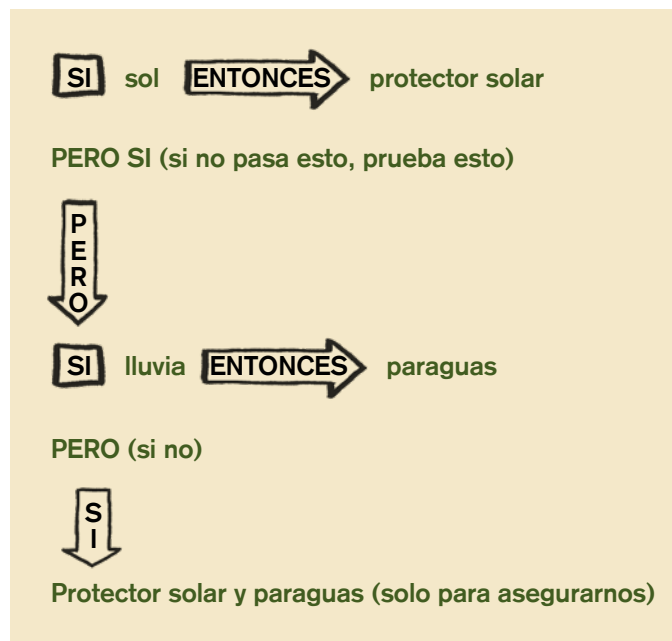 SI sol ENTONCES protector solar
PERO SI (si no pasa esto, prueba esto)
PERO
SI lluvia ENTONCES paraguas
PERO (si no)
SI
Protector solar y paraguas (solo para asegurarnos)